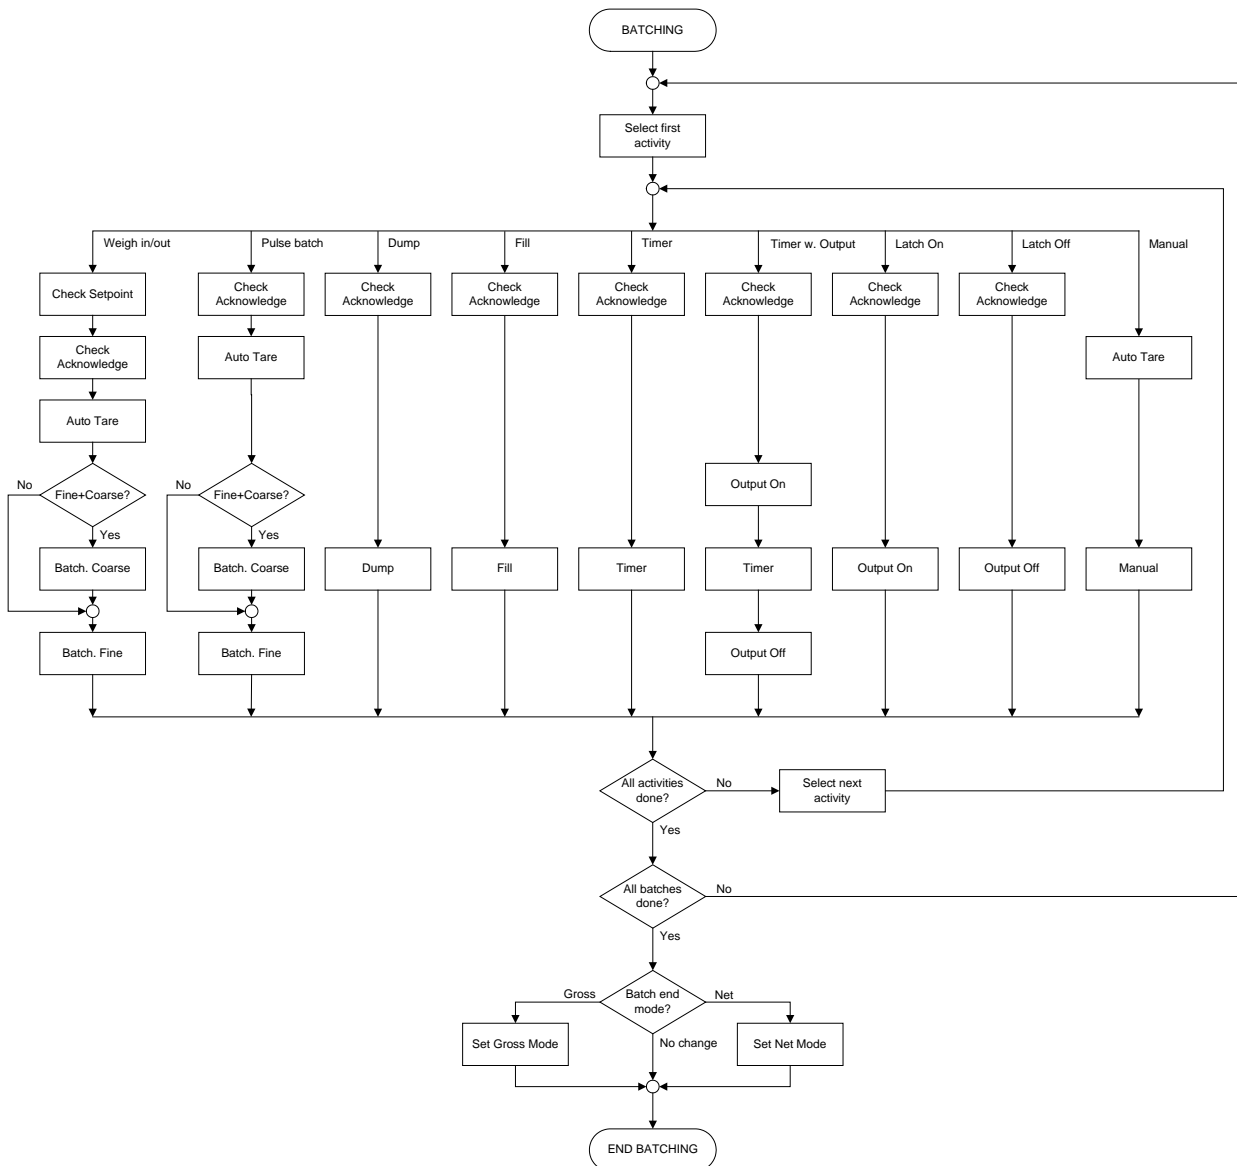 BATCHING
Select first
activity
Weigh in/out
Pulse batch
Dump
Fill
Timer
Timer w. Output
Latch On
Latch Off
Manual
Check Setpoint
Check
Acknowledge
Check
Acknowledge
Check
Acknowledge
Check
Acknowledge
Check
Acknowledge
Check
Acknowledge
Check
Acknowledge
Check
Acknowledge
Auto Tare
Auto Tare
Auto Tare
No
Fine+Coarse?
Yes
No
Fine+Coarse?
Yes
Output On
Batch. Coarse
Batch. Coarse
Dump
Fill
Timer
Timer
Output On
Output Off
Manual
Batch. Fine
Batch. Fine
Output Off
All activities
done?
No
Select next
activity
Yes
All batches
done?
No
Yes
Gross
Batch end
mode?
Net
Set Gross Mode
No change
Set Net Mode
END BATCHING